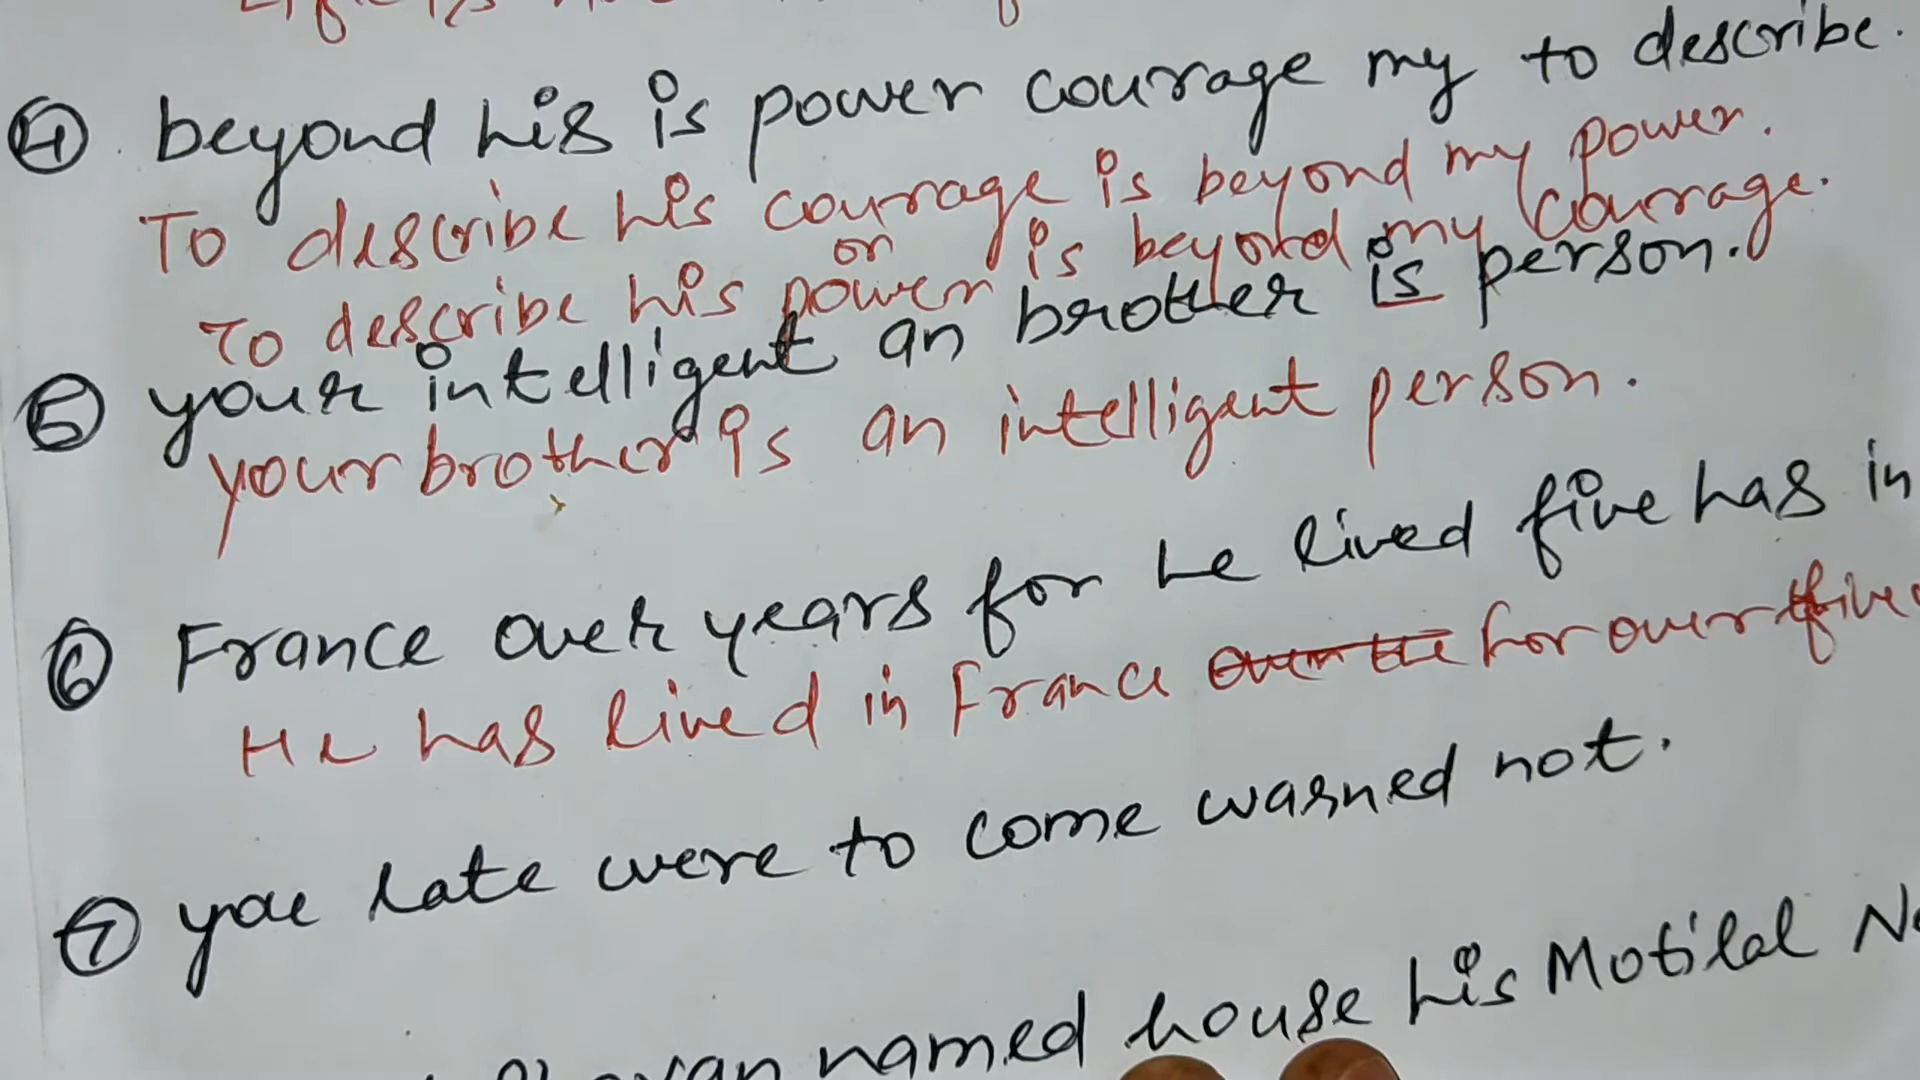 ④ beyond his is power courage my to describe.
To describe his courage is beyond my power.
or
To describe his power is beyond my courage.
⑤ your intelligent an brother is person.
your brother is an intelligent person.
⑥ France over years for he lived five has in
He has lived in France for over five
⑦ you late were to come warned not.
named house his Motilal